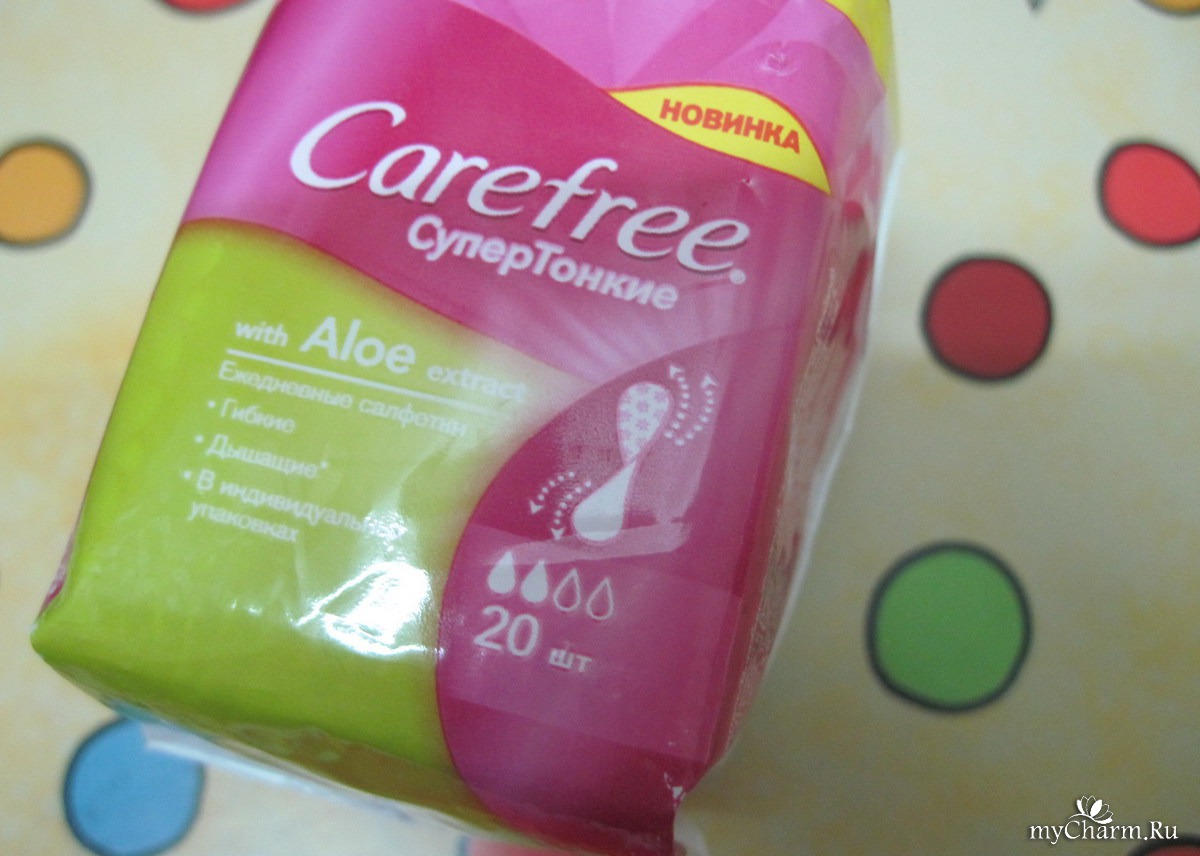 НОВИНКА
Carefree®
СуперТонкие
with Aloe extract
Ежедневные салфетки
• Гибкие
• Дышащие*
• В индивидуальных
упаковках
20 шт
myCharm.Ru